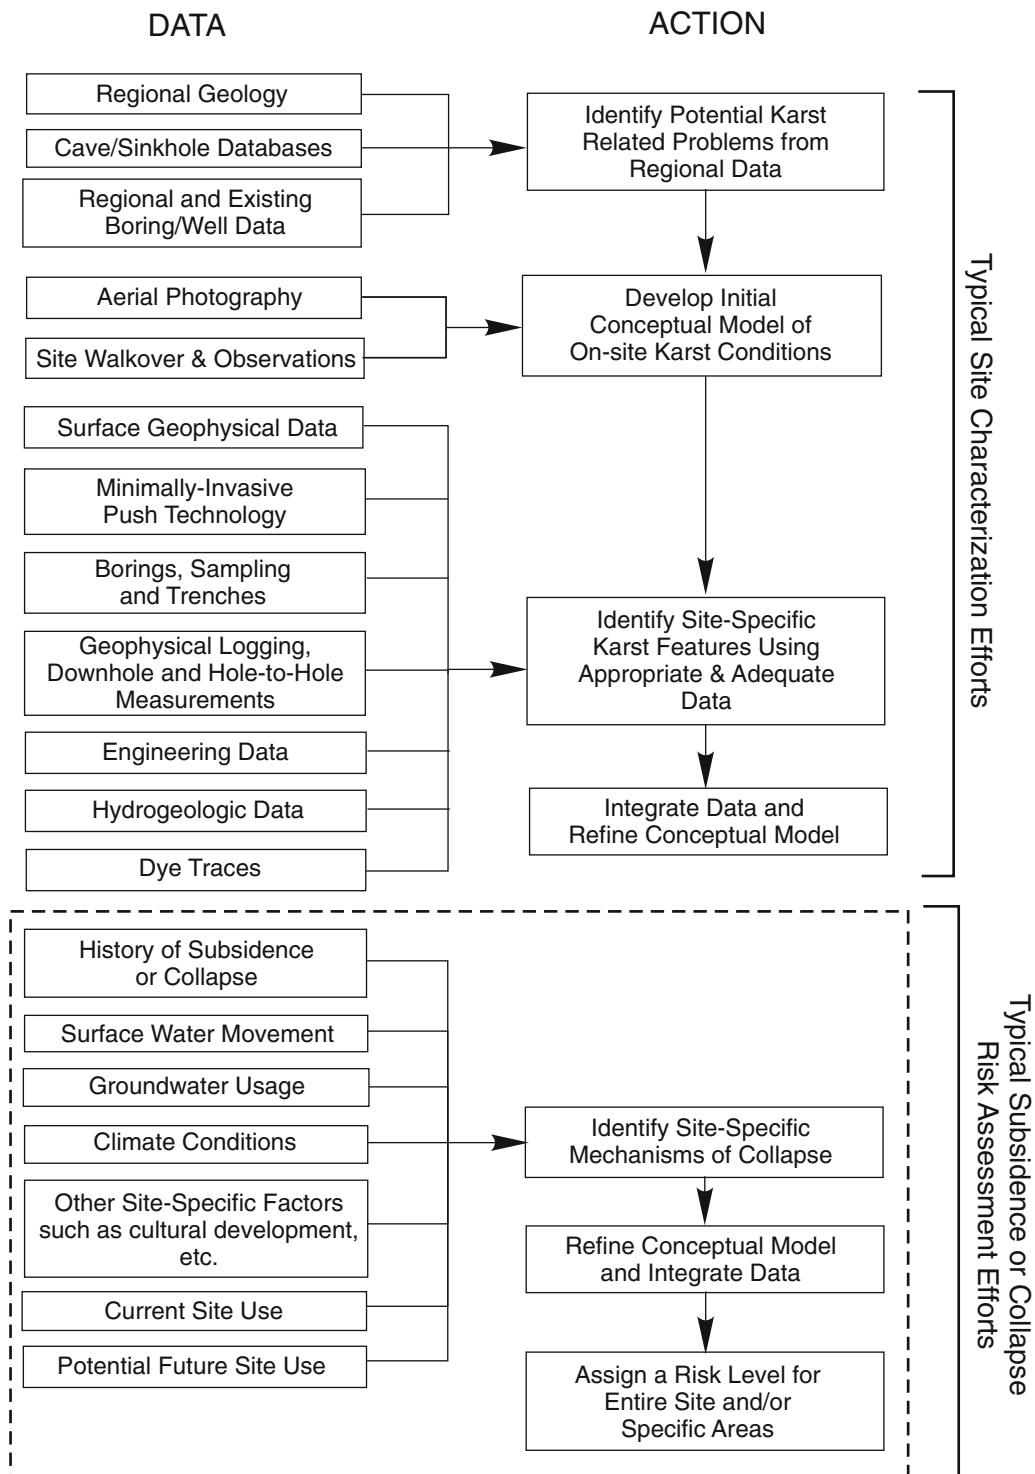 DATA
ACTION
Regional Geology
Cave/Sinkhole Databases
Regional and Existing
Boring/Well Data
Identify Potential Karst
Related Problems from
Regional Data
Aerial Photography
Site Walkover & Observations
Develop Initial
Conceptual Model of
On-site Karst Conditions
Surface Geophysical Data
Minimally-Invasive
Push Technology
Borings, Sampling
and Trenches
Geophysical Logging,
Downhole and Hole-to-Hole
Measurements
Engineering Data
Hydrogeologic Data
Dye Traces
Identify Site-Specific
Karst Features Using
Appropriate & Adequate
Data
Integrate Data and
Refine Conceptual Model
Typical Site Characterization Efforts
History of Subsidence
or Collapse
Surface Water Movement
Groundwater Usage
Climate Conditions
Other Site-Specific Factors
such as cultural development,
etc.
Current Site Use
Potential Future Site Use
Identify Site-Specific
Mechanisms of Collapse
Refine Conceptual Model
and Integrate Data
Assign a Risk Level for
Entire Site and/or
Specific Areas
Typical Subsidence or Collapse
Risk Assessment Efforts